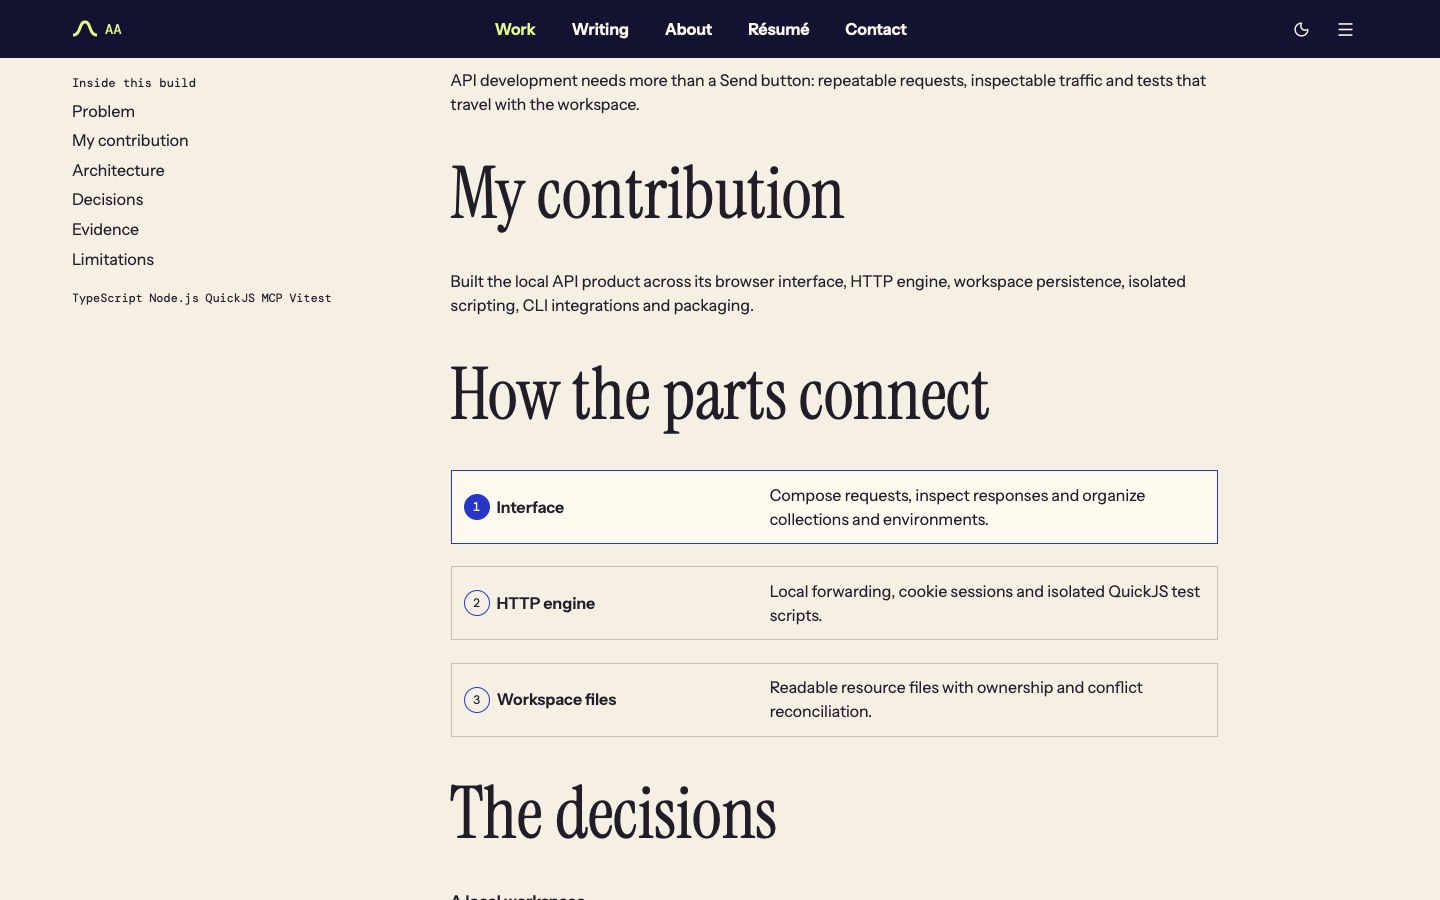 AA
Work
Writing
About
Résumé
Contact
Inside this build
Problem
My contribution
Architecture
Decisions
Evidence
Limitations
TypeScript Node.js QuickJS MCP Vitest
API development needs more than a Send button: repeatable requests, inspectable traffic and tests that
travel with the workspace.
My contribution
Built the local API product across its browser interface, HTTP engine, workspace persistence, isolated
scripting, CLI integrations and packaging.
How the parts connect
1 Interface
Compose requests, inspect responses and organize
collections and environments.
2 HTTP engine
Local forwarding, cookie sessions and isolated QuickJS test
scripts.
3 Workspace files
Readable resource files with ownership and conflict
reconciliation.
The decisions
A local workspace